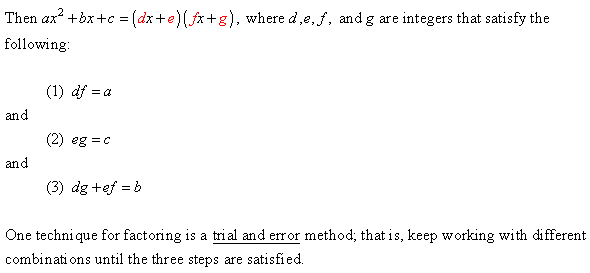 Then ax² + bx + c = (dx + e)(fx + g), where d, e, f, and g are integers that satisfy the
following:
(1) df = a
and
(2) eg = c
and
(3) dg + ef = b
One technique for factoring is a trial and error method; that is, keep working with different
combinations until the three steps are satisfied.